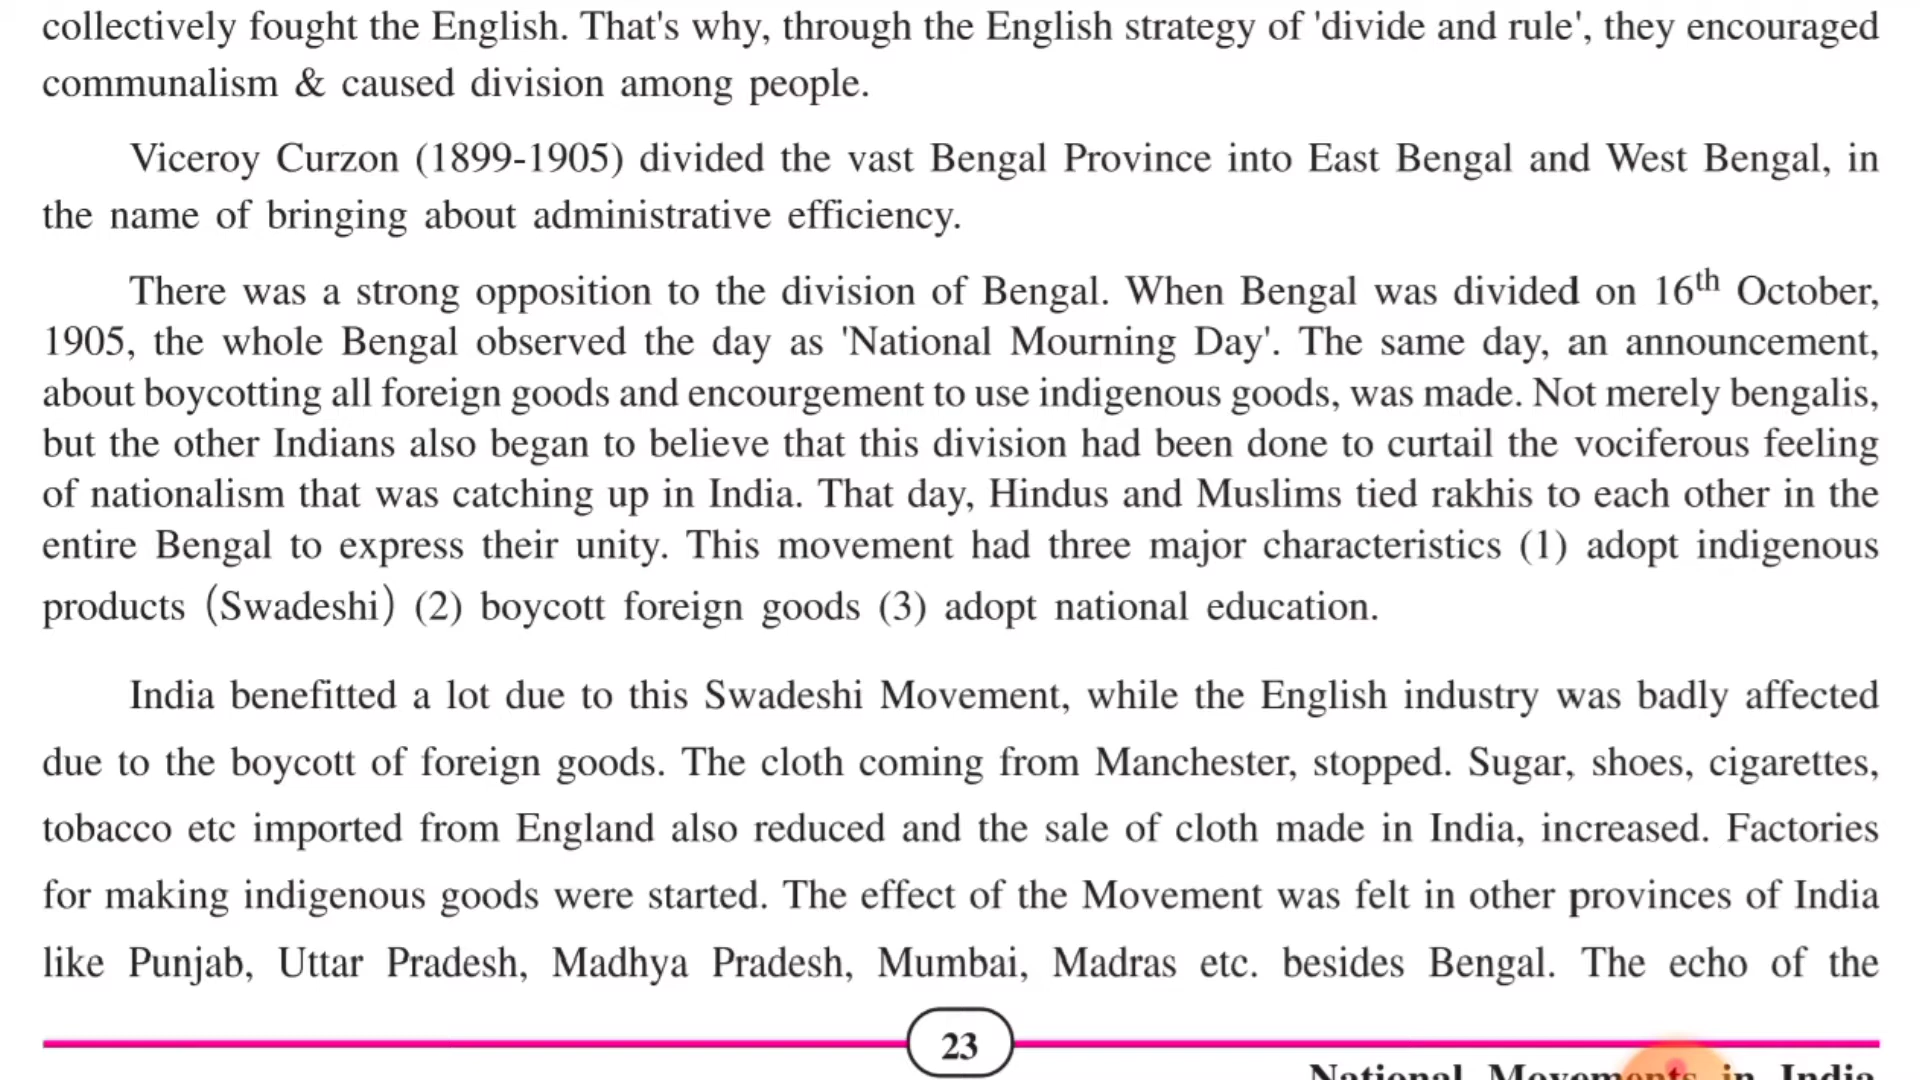 collectively fought the English. That's why, through the English strategy of 'divide and rule', they encouraged
communalism & caused division among people.
Viceroy Curzon (1899-1905) divided the vast Bengal Province into East Bengal and West Bengal, in
the name of bringing about administrative efficiency.
There was a strong opposition to the division of Bengal. When Bengal was divided on 16th October,
1905, the whole Bengal observed the day as 'National Mourning Day'. The same day, an announcement,
about boycotting all foreign goods and encourgement to use indigenous goods, was made. Not merely bengalis,
but the other Indians also began to believe that this division had been done to curtail the vociferous feeling
of nationalism that was catching up in India. That day, Hindus and Muslims tied rakhis to each other in the
entire Bengal to express their unity. This movement had three major characteristics (1) adopt indigenous
products (Swadeshi) (2) boycott foreign goods (3) adopt national education.
India benefitted a lot due to this Swadeshi Movement, while the English industry was badly affected
due to the boycott of foreign goods. The cloth coming from Manchester, stopped. Sugar, shoes, cigarettes,
tobacco etc imported from England also reduced and the sale of cloth made in India, increased. Factories
for making indigenous goods were started. The effect of the Movement was felt in other provinces of India
like Punjab, Uttar Pradesh, Madhya Pradesh, Mumbai, Madras etc. besides Bengal. The echo of the
23
National Movements in India